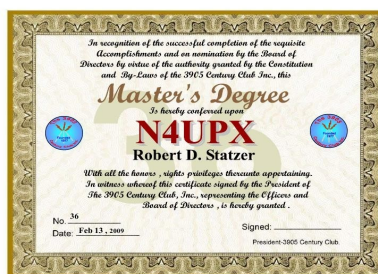 In recognition of the successful completion of the requisite
Accomplishments and on nomination by the Board of
Directors by virtue of the authority granted by the Constitution
and By-Laws of the 3905 Century Club Inc., this
Master's Degree
Is hereby conferred upon
N4UPX
Robert D. Statzer
With all the honors , rights privileges thereunto appertaining.
In witness whereof this certificate signed by the President of
The 3905 Century Club, Inc., representing the Officers and
Board of Directors , is hereby granted .
No. 36
Date: Feb 13 , 2009
Signed:
President-3905 Century Club